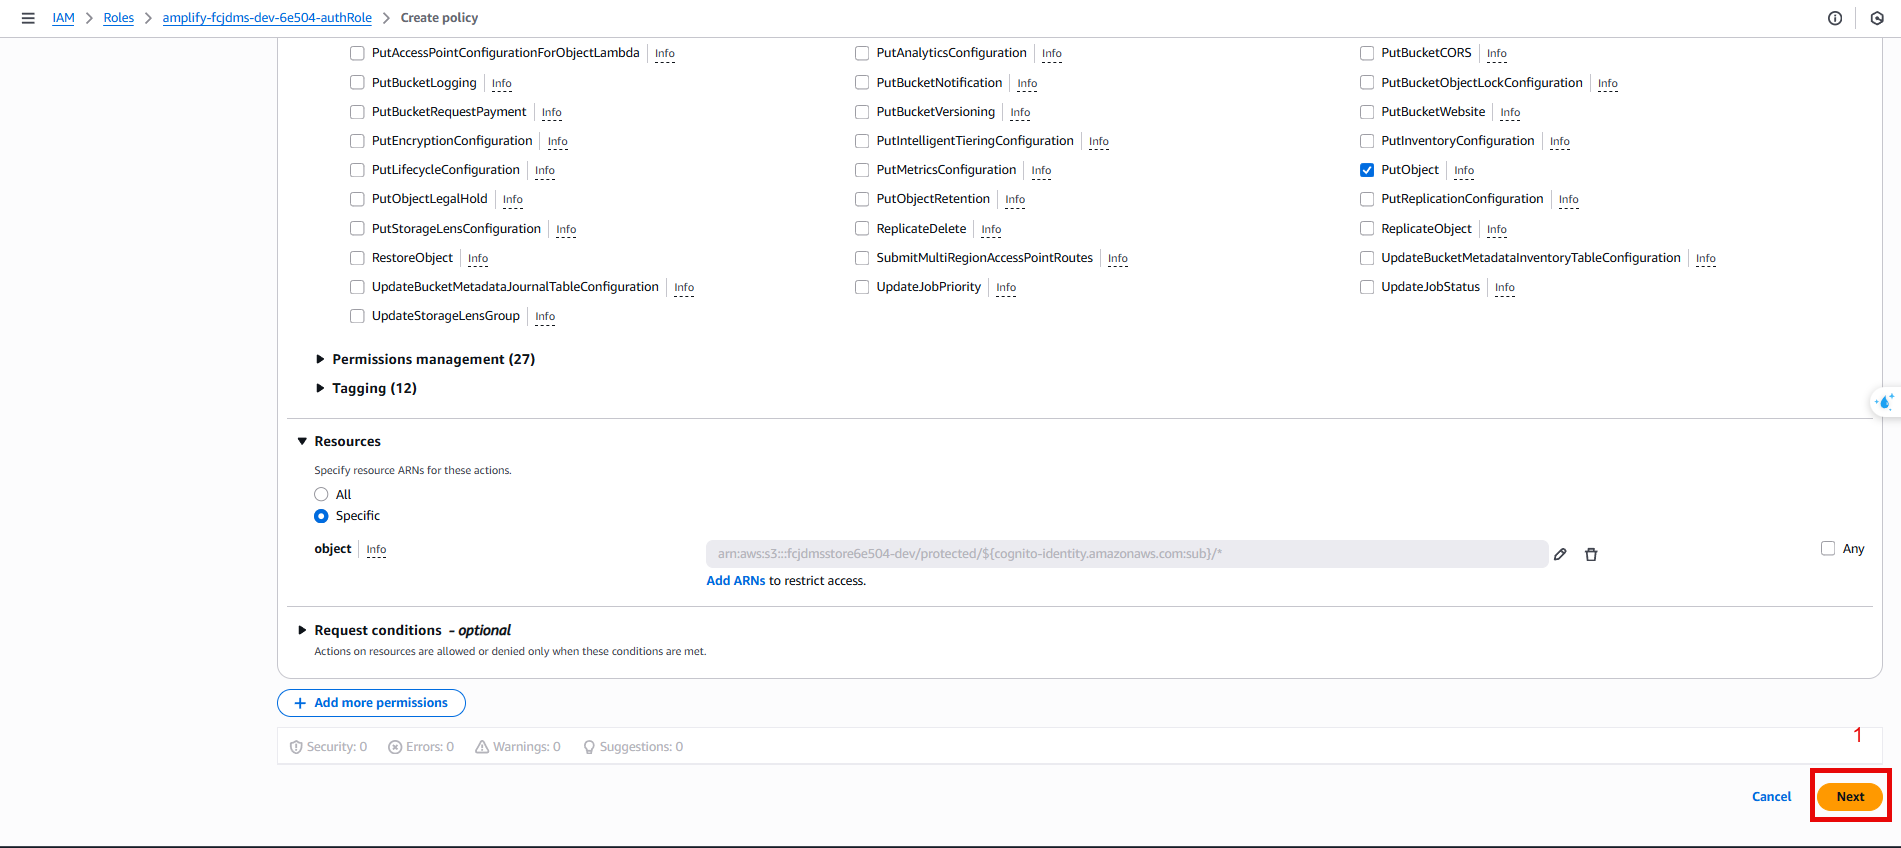 IAM > Roles > amplify-fcjdms-dev-6e504-authRole > Create policy
PutAccessPointConfigurationForObjectLambda | Info PutAnalyticsConfiguration | Info PutBucketCORS | Info
PutBucketLogging | Info PutBucketNotification | Info PutBucketObjectLockConfiguration | Info
PutBucketRequestPayment | Info PutBucketVersioning | Info PutBucketWebsite | Info
PutEncryptionConfiguration | Info PutIntelligentTieringConfiguration | Info PutInventoryConfiguration | Info
PutLifecycleConfiguration | Info PutMetricsConfiguration | Info PutObject | Info
PutObjectLegalHold | Info PutObjectRetention | Info PutReplicationConfiguration | Info
PutStorageLensConfiguration | Info ReplicateDelete | Info ReplicateObject | Info
RestoreObject | Info SubmitMultiRegionAccessPointRoutes | Info UpdateBucketMetadataInventoryTableConfiguration | Info
UpdateBucketMetadataJournalTableConfiguration | Info UpdateJobPriority | Info UpdateJobStatus | Info
UpdateStorageLensGroup | Info
Permissions management (27)
Tagging (12)
Resources
Specify resource ARNs for these actions.
All
Specific
object | Info arn:aws:s3:::fcjdmsstore6e504-dev/protected/${cognito-identity.amazonaws.com:sub}/* Any
Add ARNs to restrict access.
Request conditions - optional
Actions on resources are allowed or denied only when these conditions are met.
+ Add more permissions
Security: 0 Errors: 0 Warnings: 0 Suggestions: 0
1
Cancel Next